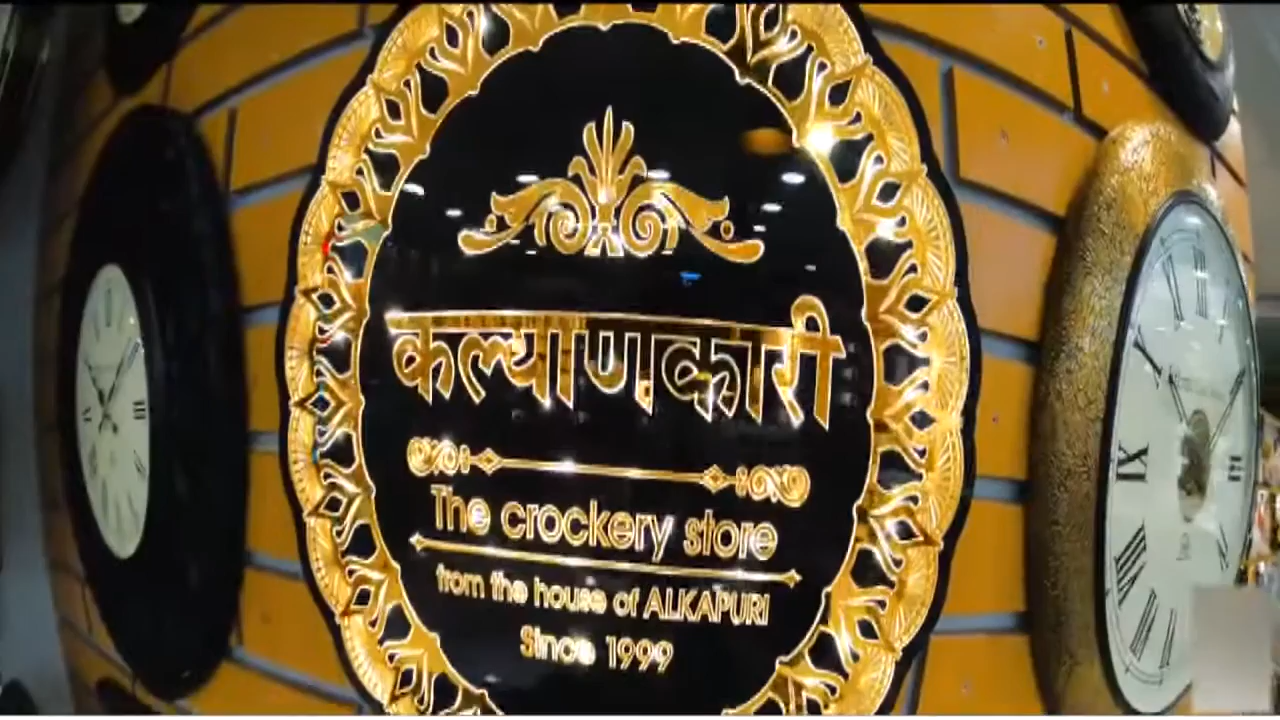 कल्याणकारी
The crockery store
from the house of ALKAPURI
Since 1999